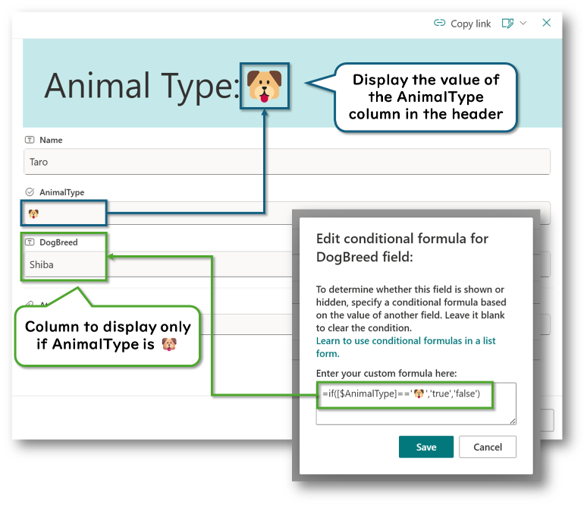 Copy link
Animal Type:🐶
Display the value of
the AnimalType
column in the header
Name
Taro
AnimalType
🐶
DogBreed
Shiba
Column to display only
if AnimalType is 🐶
Edit conditional formula for
DogBreed field:
To determine whether this field is shown or
hidden, specify a conditional formula based
on the value of another field. Leave it blank
to clear the condition.
Learn to use conditional formulas in a list
form.
Enter your custom formula here:
=if([$AnimalType]=='🐶','true','false')
Save
Cancel